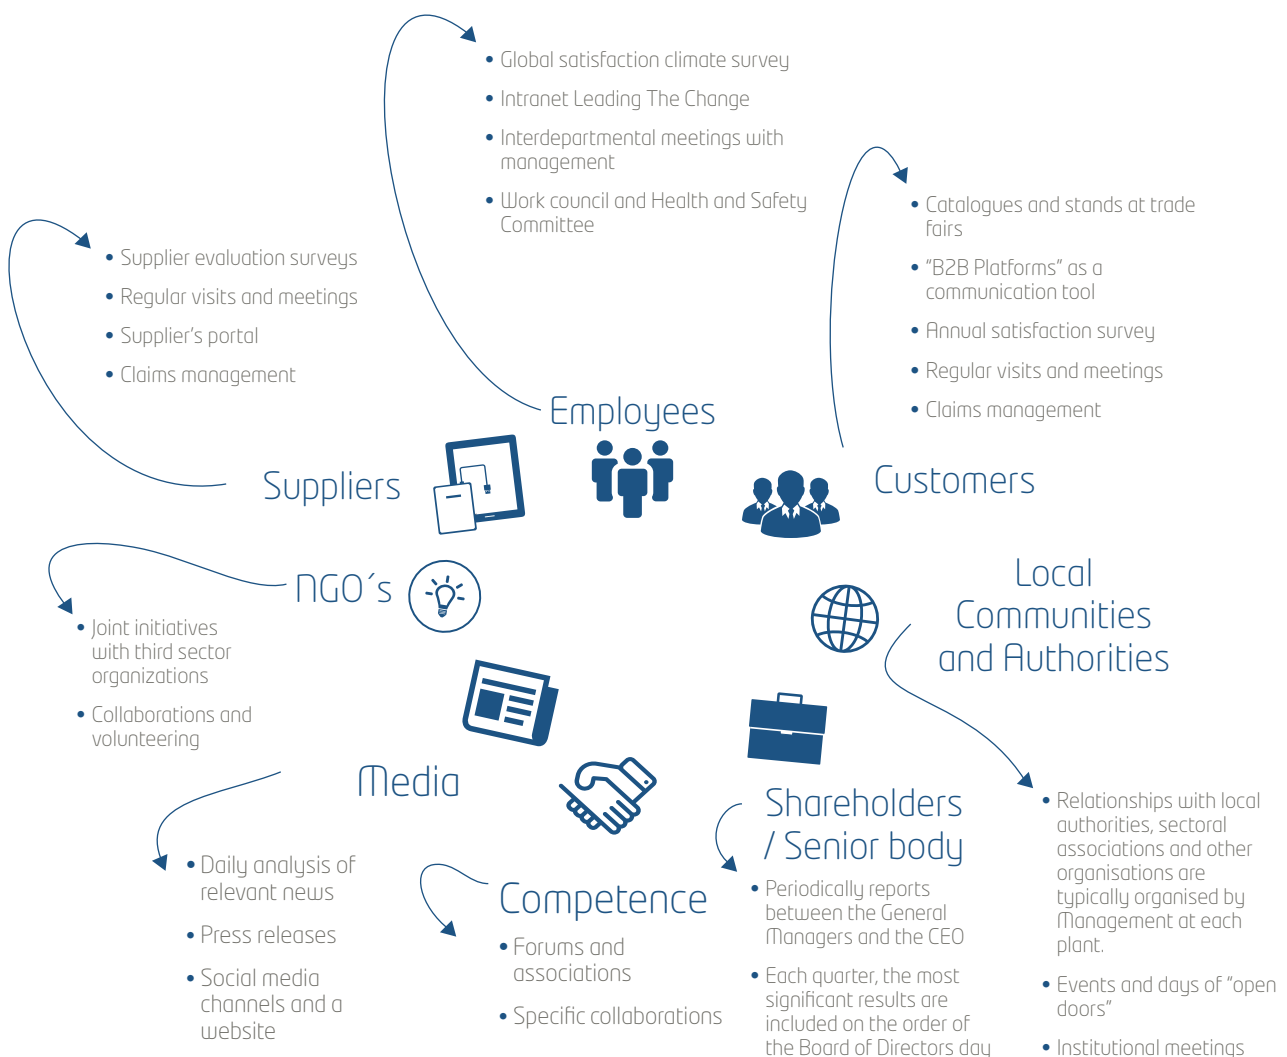 • Global satisfaction climate survey
• Intranet Leading The Change
• Interdepartmental meetings with
management
• Work council and Health and Safety
Committee
Employees
• Catalogues and stands at trade
fairs
• “B2B Platforms” as a
communication tool
• Annual satisfaction survey
• Regular visits and meetings
• Claims management
Customers
• Supplier evaluation surveys
• Regular visits and meetings
• Supplier’s portal
• Claims management
Suppliers
NGO´s
• Joint initiatives
with third sector
organizations
• Collaborations and
volunteering
Local
Communities
and Authorities
• Relationships with local
authorities, sectoral
associations and other
organisations are
typically organised by
Management at each
plant.
• Events and days of “open
doors”
• Institutional meetings
Media
• Daily analysis of
relevant news
• Press releases
• Social media
channels and a
website
Competence
• Forums and
associations
• Specific collaborations
Shareholders
/ Senior body
• Periodically reports
between the General
Managers and the CEO
• Each quarter, the most
significant results are
included on the order of
the Board of Directors day